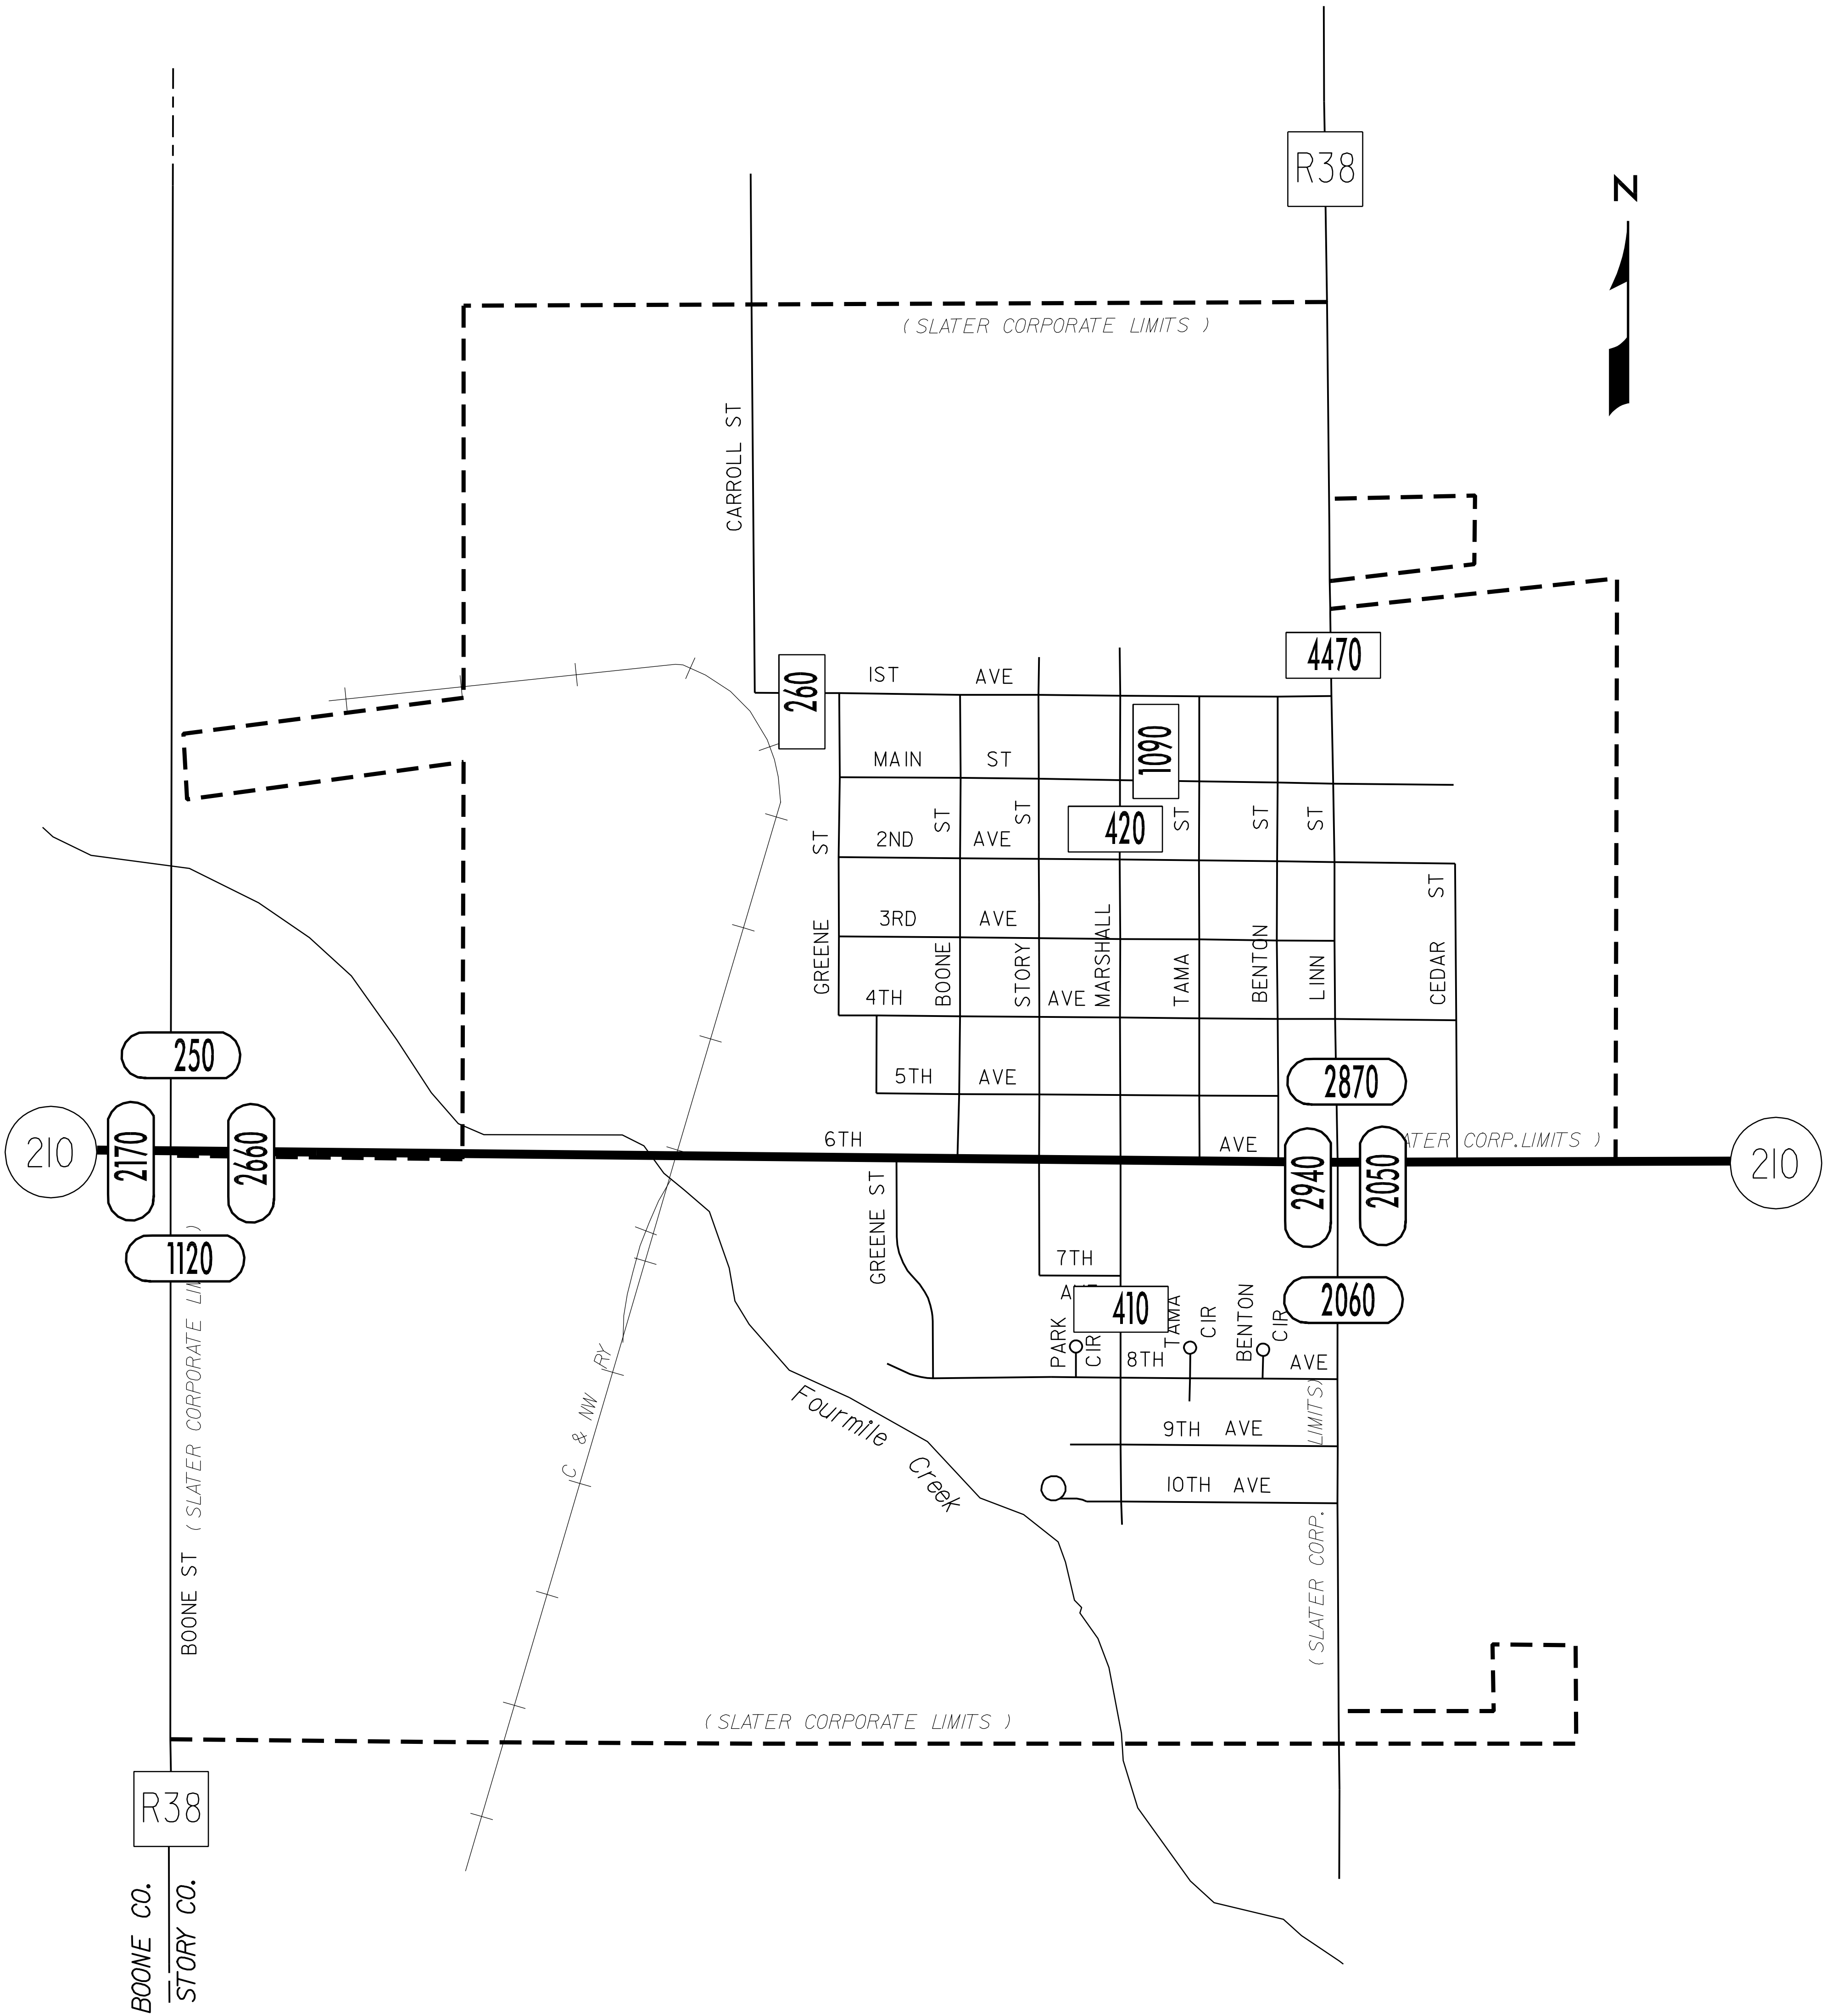 R38
N
( SLATER CORPORATE LIMITS )
CARROLL ST
4470
260
1ST AVE
1090
MAIN ST
420
2ND AVE
3RD AVE
4TH AVE
5TH AVE
GREENE ST
BOONE ST
STORY ST
MARSHALL
TAMA ST
BENTON ST
LINN ST
CEDAR ST
250
2870
210
2170
2660
6TH AVE
2940
2050
CORP.LIMITS )
210
1120
GREENE ST
7TH
410
2060
PARK CIR
TAMA CIR
BENTON CIR
8TH AVE
9TH AVE
10TH AVE
C & NW RY
Fourmile Creek
( SLATER CORPORATE
BOONE ST
( SLATER CORP. LIMITS)
( SLATER CORPORATE LIMITS )
R38
BOONE CO.
STORY CO.